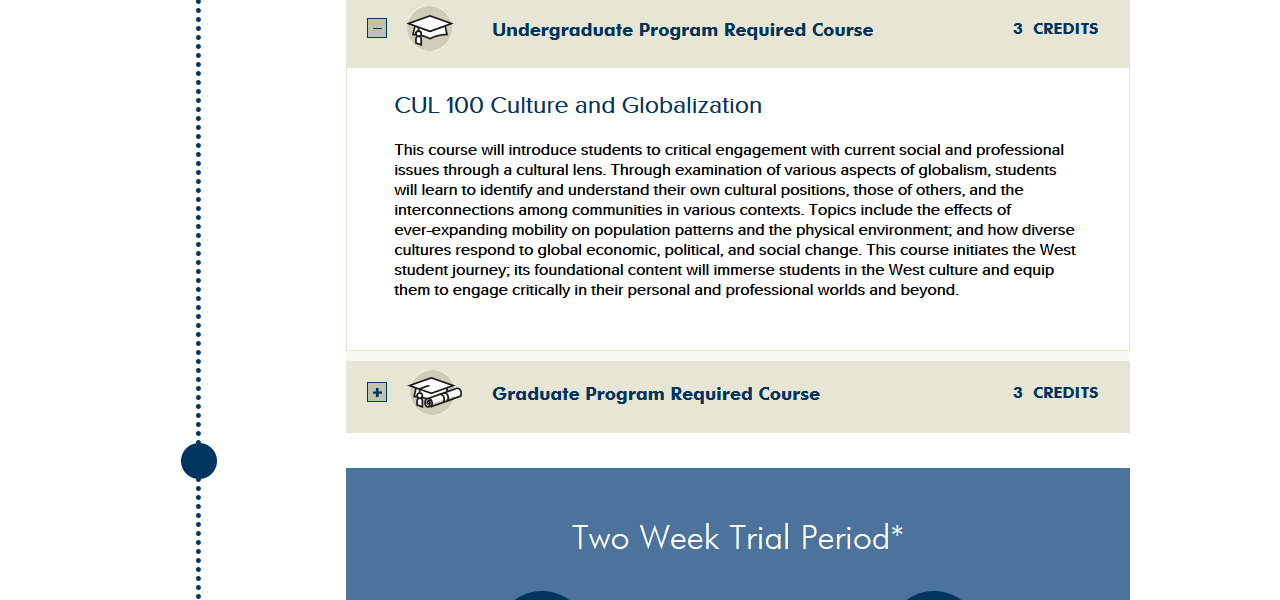 Undergraduate Program Required Course 3 CREDITS
CUL 100 Culture and Globalization
This course will introduce students to critical engagement with current social and professional
issues through a cultural lens. Through examination of various aspects of globalism, students
will learn to identify and understand their own cultural positions, those of others, and the
interconnections among communities in various contexts. Topics include the effects of
ever-expanding mobility on population patterns and the physical environment; and how diverse
cultures respond to global economic, political, and social change. This course initiates the West
student journey; its foundational content will immerse students in the West culture and equip
them to engage critically in their personal and professional worlds and beyond.
Graduate Program Required Course 3 CREDITS
Two Week Trial Period*